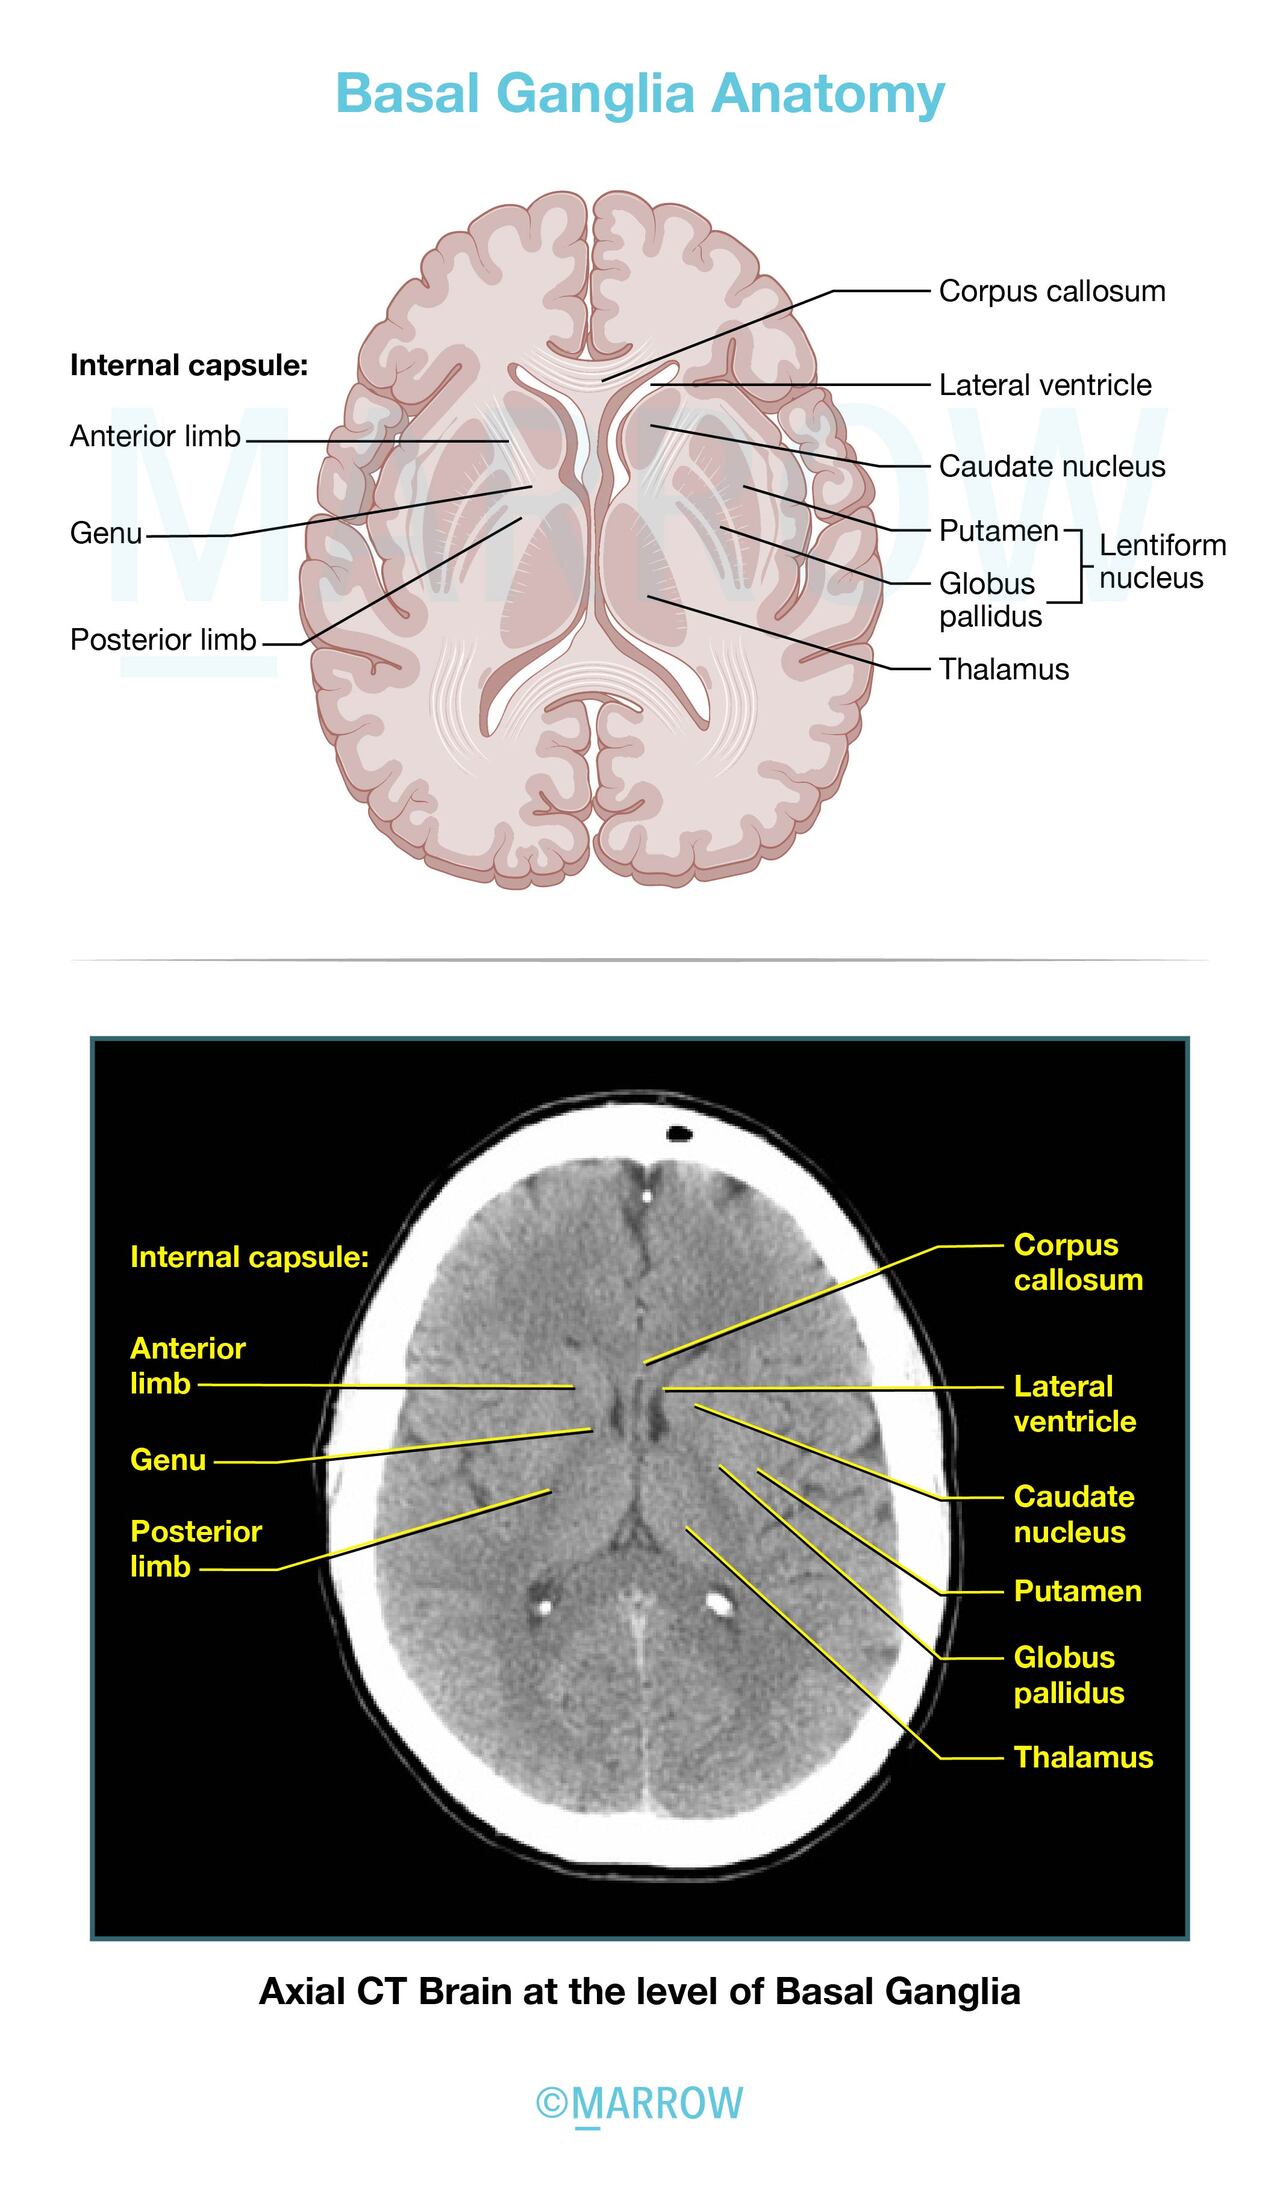 Basal Ganglia Anatomy
Corpus callosum
Internal capsule:
Lateral ventricle
Anterior limb
Caudate nucleus
Genu
Putamen
Lentiform
nucleus
Globus
pallidus
Posterior limb
Thalamus
MARROW
Internal capsule:
Corpus
callosum
Anterior
limb
Lateral
ventricle
Genu
Caudate
nucleus
Posterior
limb
Putamen
Globus
pallidus
Thalamus
Axial CT Brain at the level of Basal Ganglia
©MARROW